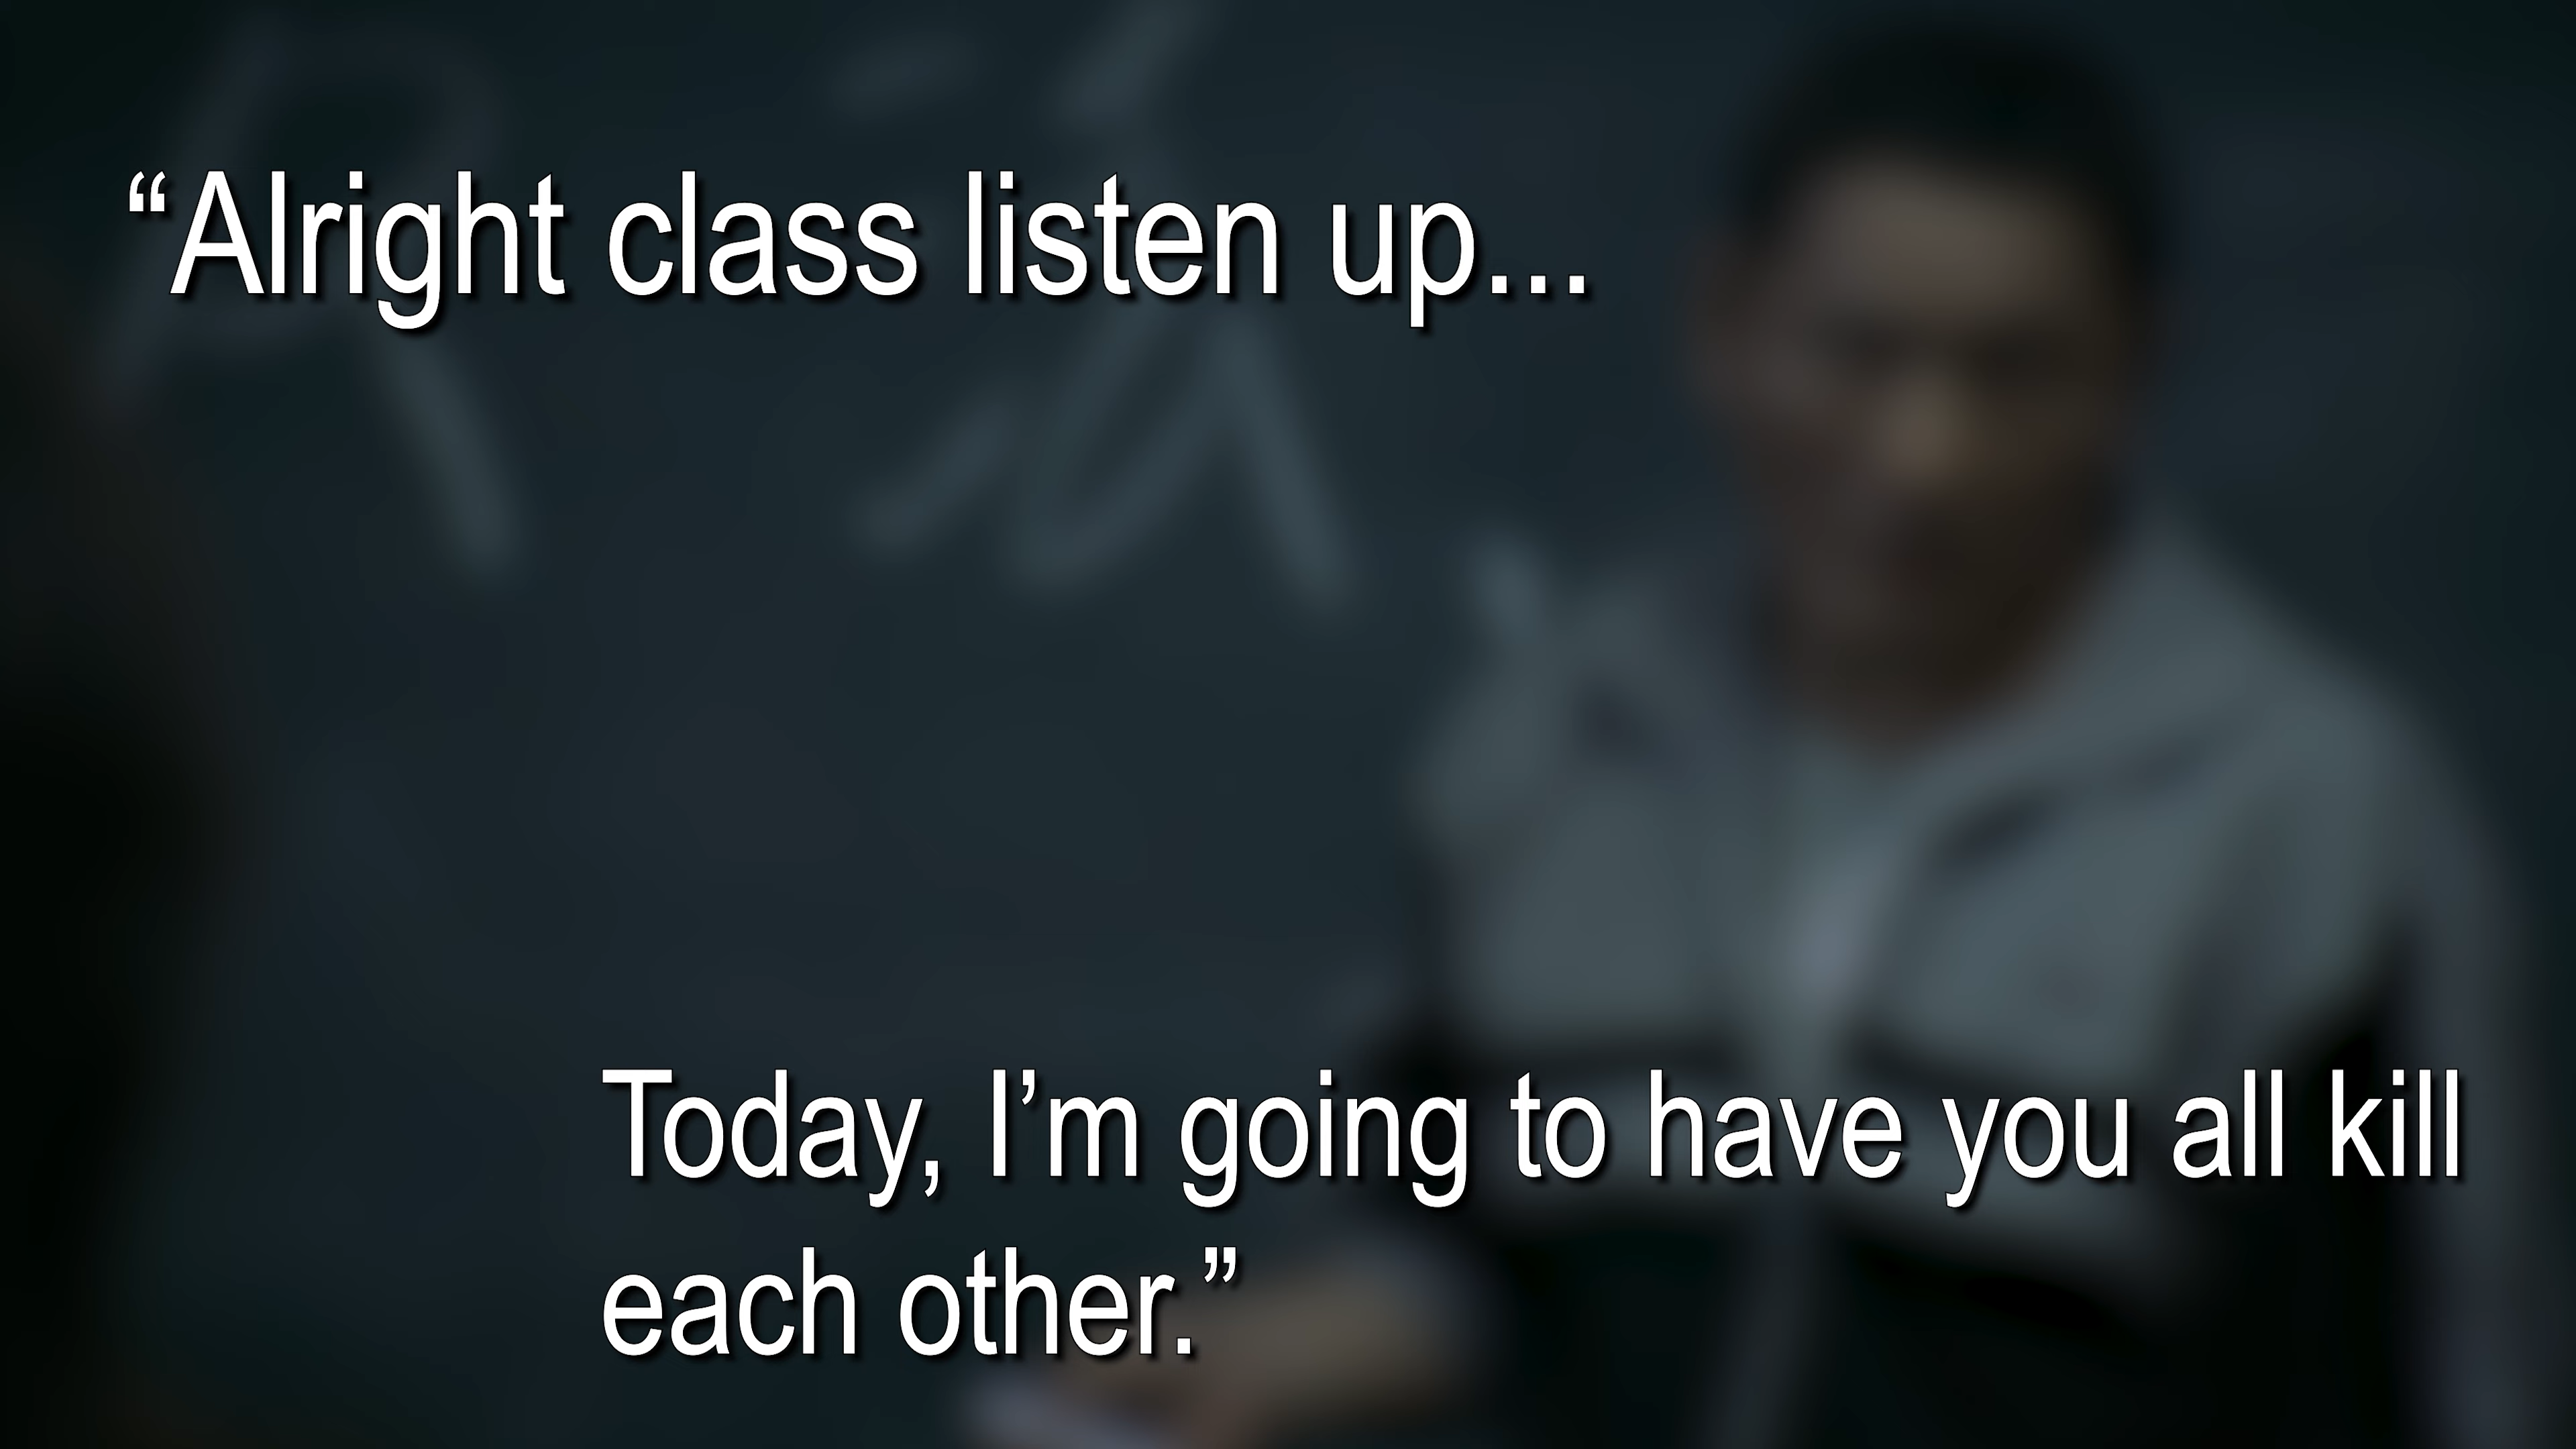 “Alright class listen up...
Today, I’m going to have you all kill
each other.”